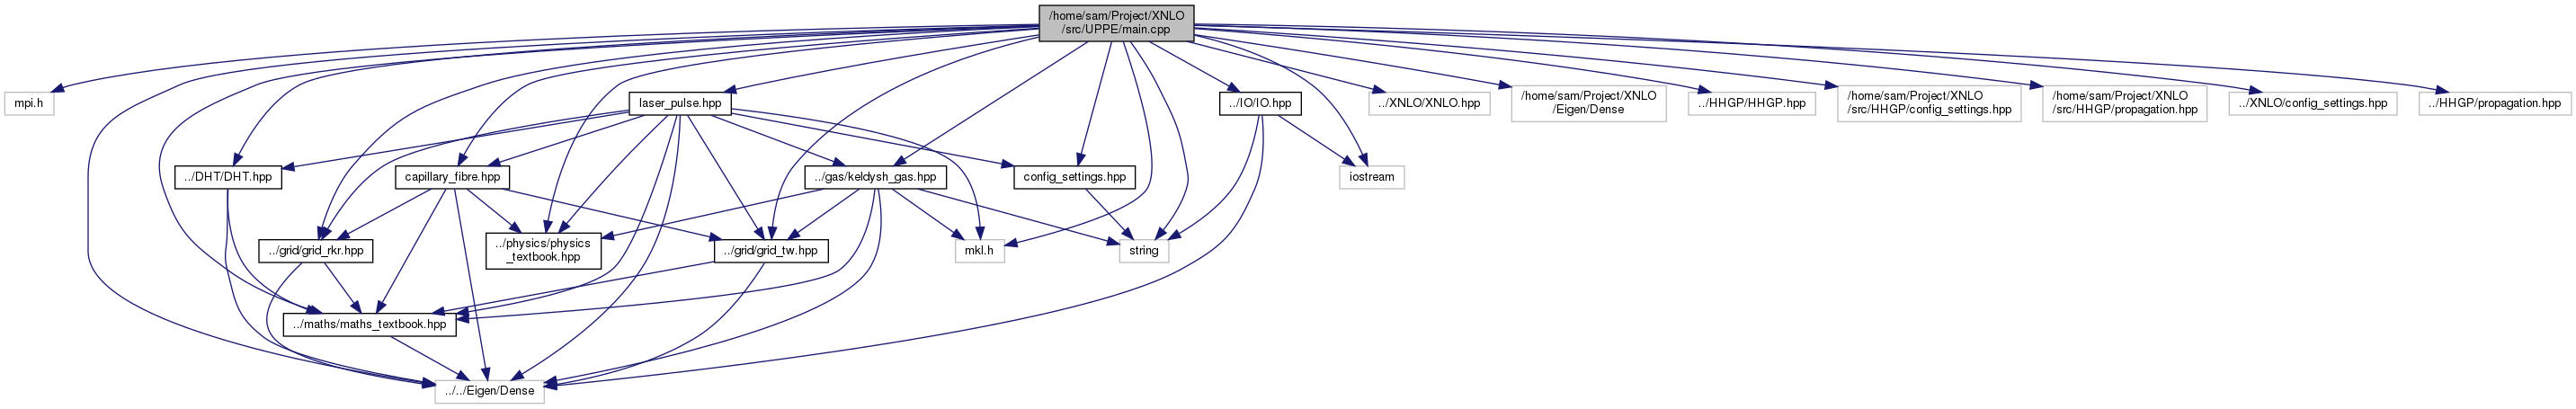 /home/sam/Project/XNLO
/src/UPPE/main.cpp
mpi.h
laser_pulse.hpp
../IO/IO.hpp
../XNLO/XNLO.hpp
/home/sam/Project/XNLO
/Eigen/Dense
../HHGP/HHGP.hpp
/home/sam/Project/XNLO
/src/HHGP/config_settings.hpp
/home/sam/Project/XNLO
/src/HHGP/propagation.hpp
../XNLO/config_settings.hpp
../HHGP/propagation.hpp
../DHT/DHT.hpp
capillary_fibre.hpp
../gas/keldysh_gas.hpp
config_settings.hpp
iostream
../grid/grid_rkr.hpp
../physics/physics
_textbook.hpp
../grid/grid_tw.hpp
mkl.h
string
../maths/maths_textbook.hpp
../../Eigen/Dense